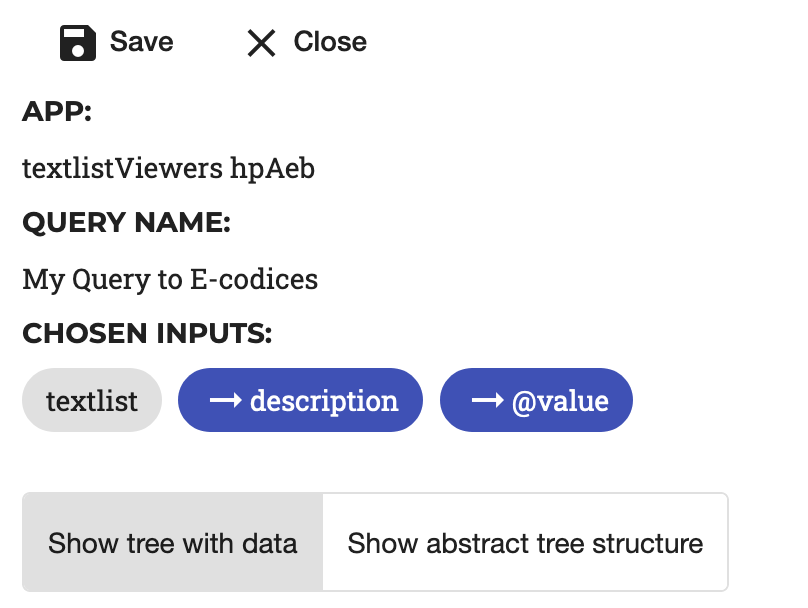 Save Close
APP:
textlistViewers hpAeb
QUERY NAME:
My Query to E-codices
CHOSEN INPUTS:
textlist → description → @value
Show tree with data Show abstract tree structure